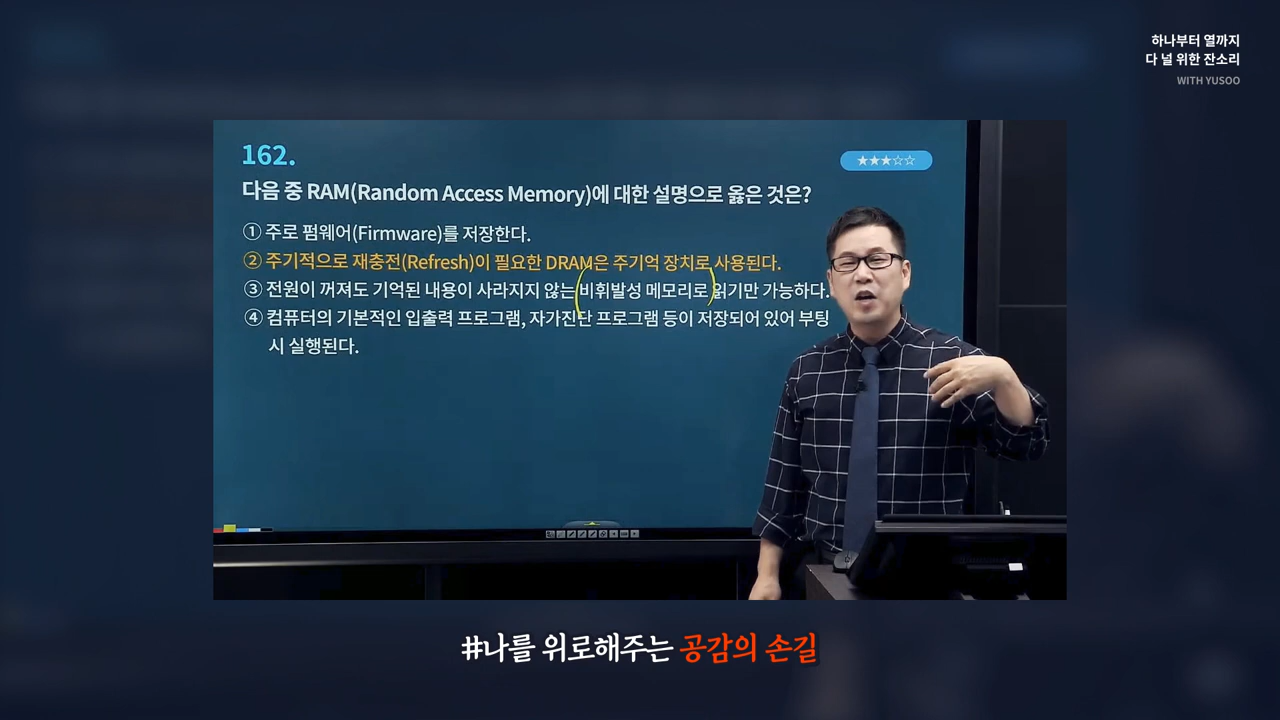 하나부터 열까지
다 널 위한 잔소리
WITH YUSOO
162.
★★★☆☆
다음 중 RAM(Random Access Memory)에 대한 설명으로 옳은 것은?
① 주로 펌웨어(Firmware)를 저장한다.
② 주기적으로 재충전(Refresh)이 필요한 DRAM은 주기억 장치로 사용된다.
③ 전원이 꺼져도 기억된 내용이 사라지지 않는 비휘발성 메모리로 읽기만 가능하다.
④ 컴퓨터의 기본적인 입출력 프로그램, 자가진단 프로그램 등이 저장되어 있어 부팅
시 실행된다.
#나를 위로해주는 공감의 손길